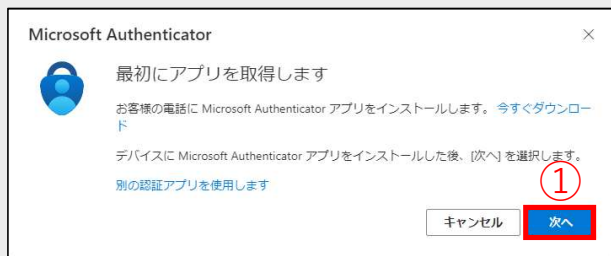 Microsoft Authenticator
最初にアプリを取得します
お客様の電話に Microsoft Authenticator アプリをインストールします。 今すぐダウンロー
ド
デバイスに Microsoft Authenticator アプリをインストールした後、[次へ] を選択します。
別の認証アプリを使用します
①
キャンセル 次へ